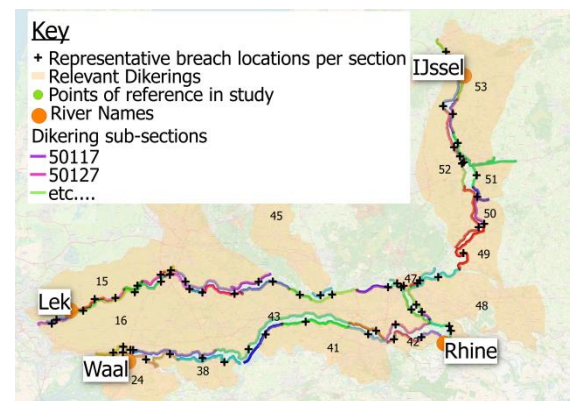 Key
+ Representative breach locations per section
Relevant Dikerings
Points of reference in study
River Names
Dikering sub-sections
50117
50127
etc....
IJssel
53
52
51
50
45
49
15
47
48
Lek
16
43
Rhine
42
41
Waal
38
24